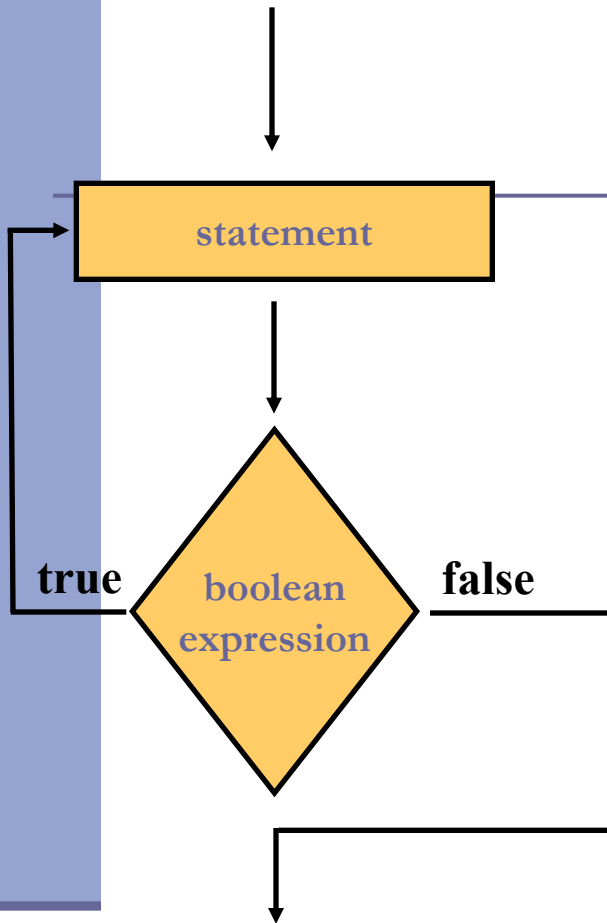 statement
true
boolean
expression
false